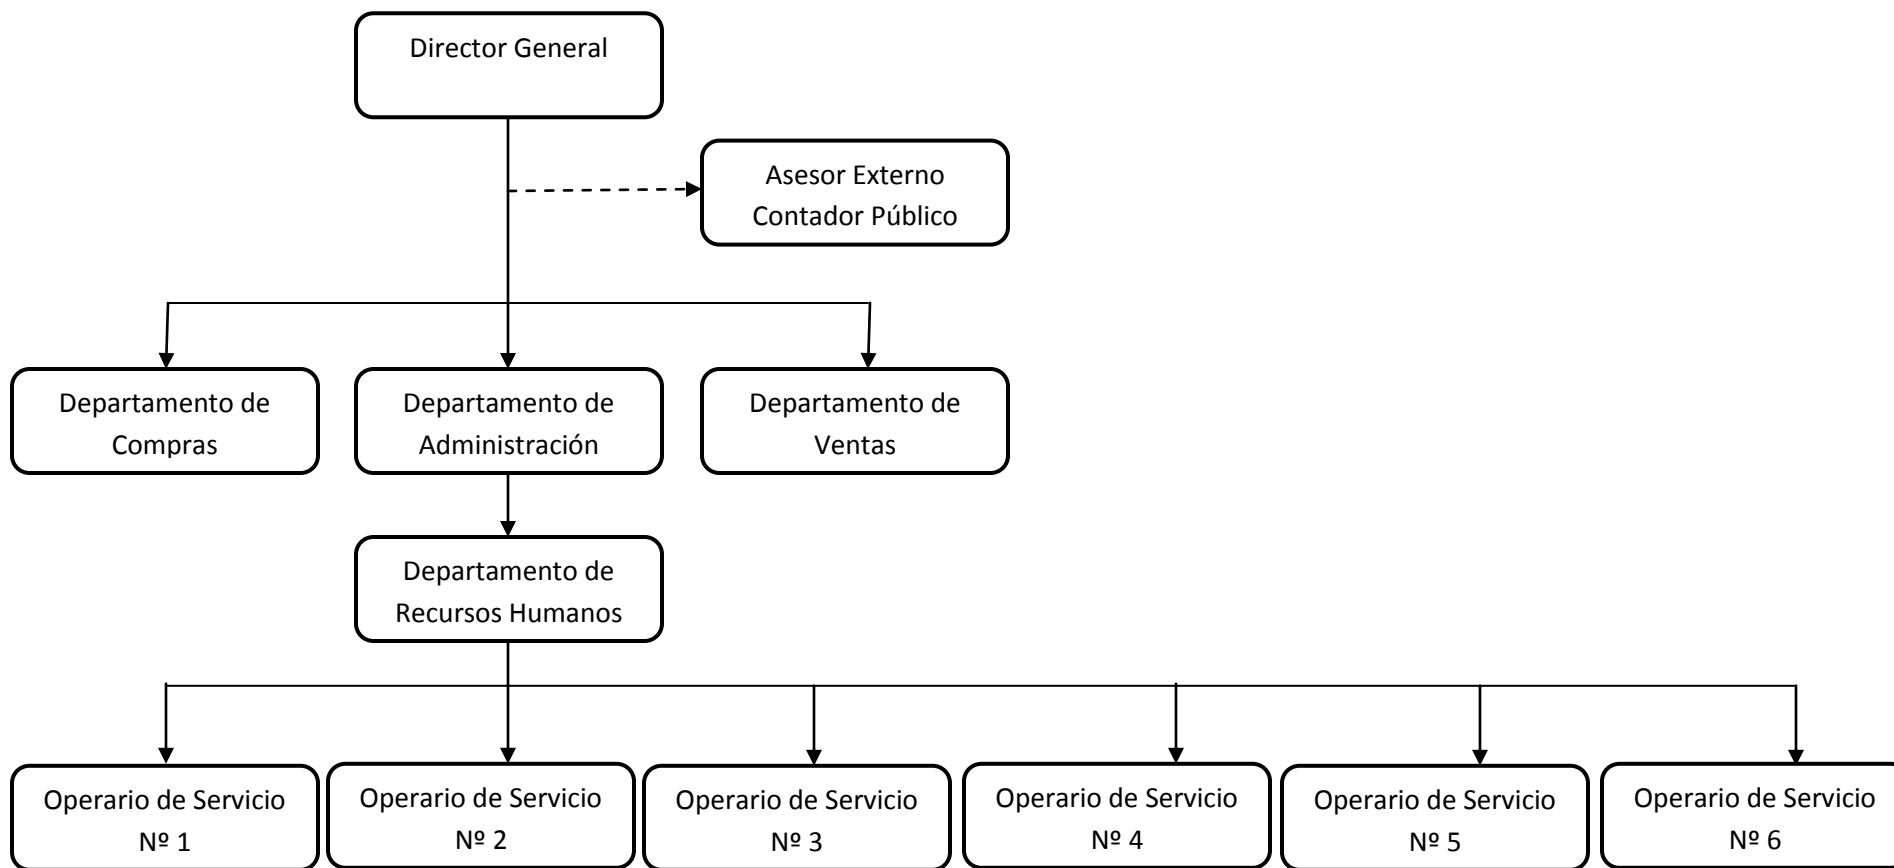 Director General
Asesor Externo
Contador Público
Departamento de
Compras
Departamento de
Administración
Departamento de
Ventas
Departamento de
Recursos Humanos
Operario de Servicio
Nº 1
Operario de Servicio
Nº 2
Operario de Servicio
Nº 3
Operario de Servicio
Nº 4
Operario de Servicio
Nº 5
Operario de Servicio
Nº 6